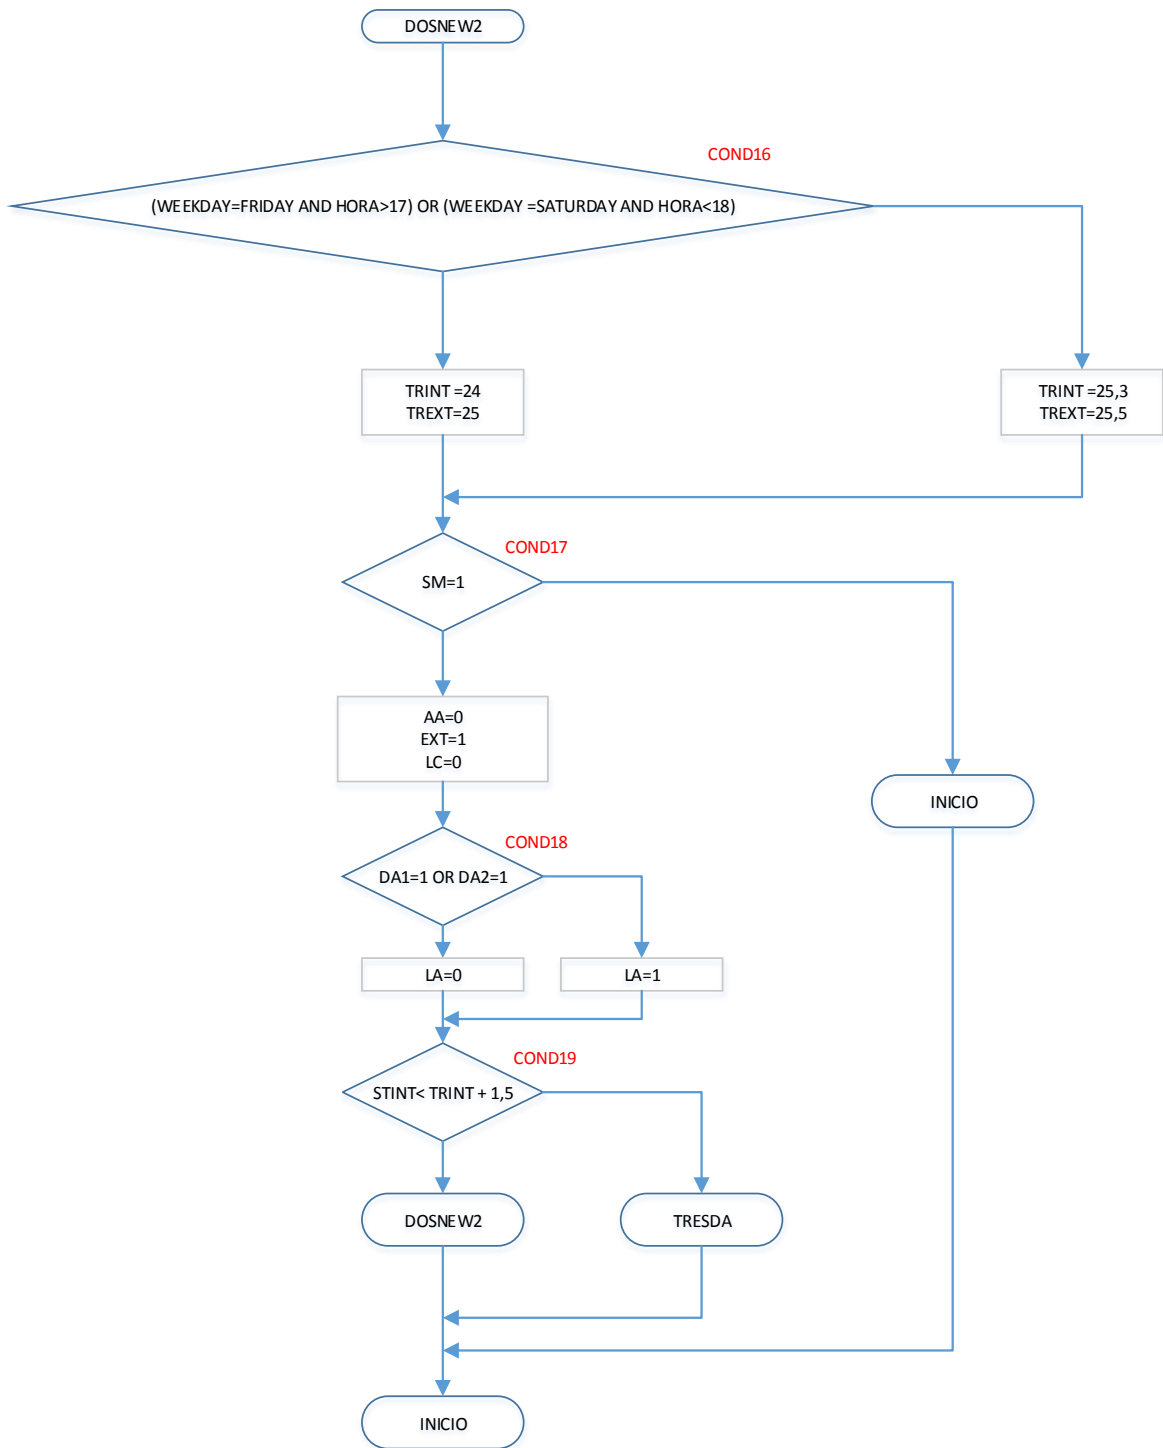 DOSNEW2
COND16
(WEEKDAY=FRIDAY AND HORA>17) OR (WEEKDAY =SATURDAY AND HORA<18)
TRINT =24
TREXT=25
TRINT =25,3
TREXT=25,5
COND17
SM=1
AA=0
EXT=1
LC=0
INICIO
COND18
DA1=1 OR DA2=1
LA=0
LA=1
COND19
STINT< TRINT + 1,5
DOSNEW2
TRESDA
INICIO